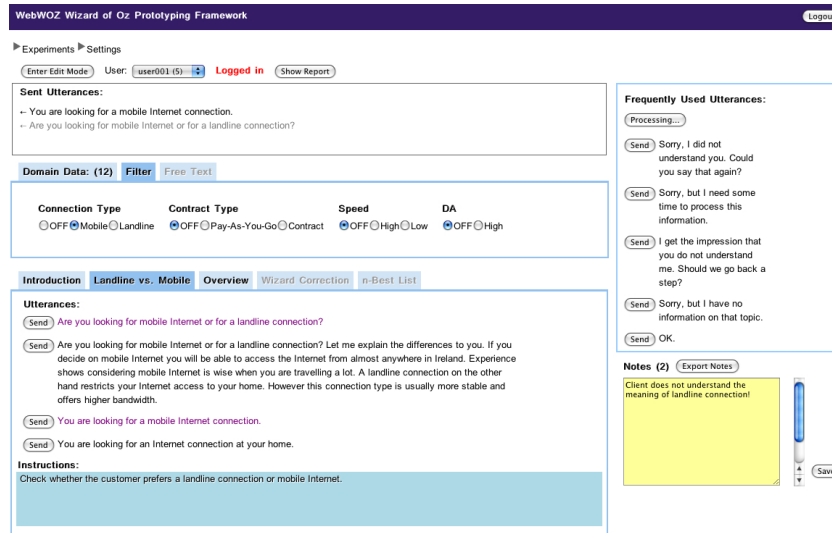 WebWOZ Wizard of Oz Prototyping Framework
Experiments Settings
Enter Edit Mode User: user001 (5) Logged in Show Report
Sent Utterances:
← You are looking for a mobile Internet connection.
← Are you looking for mobile Internet or for a landline connection?
Domain Data: (12) Filter Free Text
Connection Type Contract Type Speed DA
OFF Mobile Landline OFF Pay-As-You-Go Contract OFF High Low OFF High
Introduction Landline vs. Mobile Overview Wizard Correction n-Best List
Utterances:
Send Are you looking for mobile Internet or for a landline connection?
Send Are you looking for mobile Internet or for a landline connection? Let me explain the differences to you. If you
decide on mobile Internet you will be able to access the Internet from almost anywhere in Ireland. Experience
shows considering mobile Internet is wise when you are travelling a lot. A landline connection on the other
hand restricts your Internet access to your home. However this connection type is usually more stable and
offers higher bandwidth.
Send You are looking for a mobile Internet connection.
Send You are looking for an Internet connection at your home.
Instructions:
Check whether the customer prefers a landline connection or mobile Internet.
Frequently Used Utterances:
Processing...
Send Sorry, I did not
understand you. Could
you say that again?
Send Sorry, but I need some
time to process this
information.
Send I get the impression that
you do not understand
me. Should we go back a
step?
Send Sorry, but I have no
information on that topic.
Send OK.
Notes (2) Export Notes
Client does not understand the
meaning of landline connection!